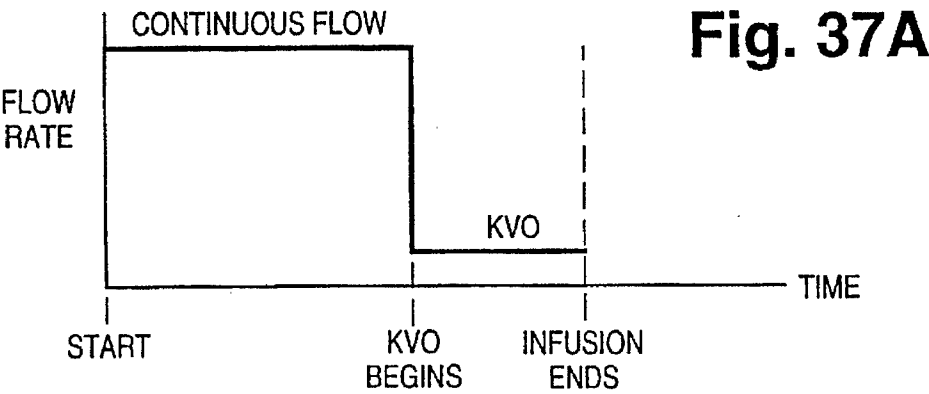 CONTINUOUS FLOW
Fig. 37A
FLOW
RATE
KVO
TIME
START
KVO
BEGINS
INFUSION
ENDS